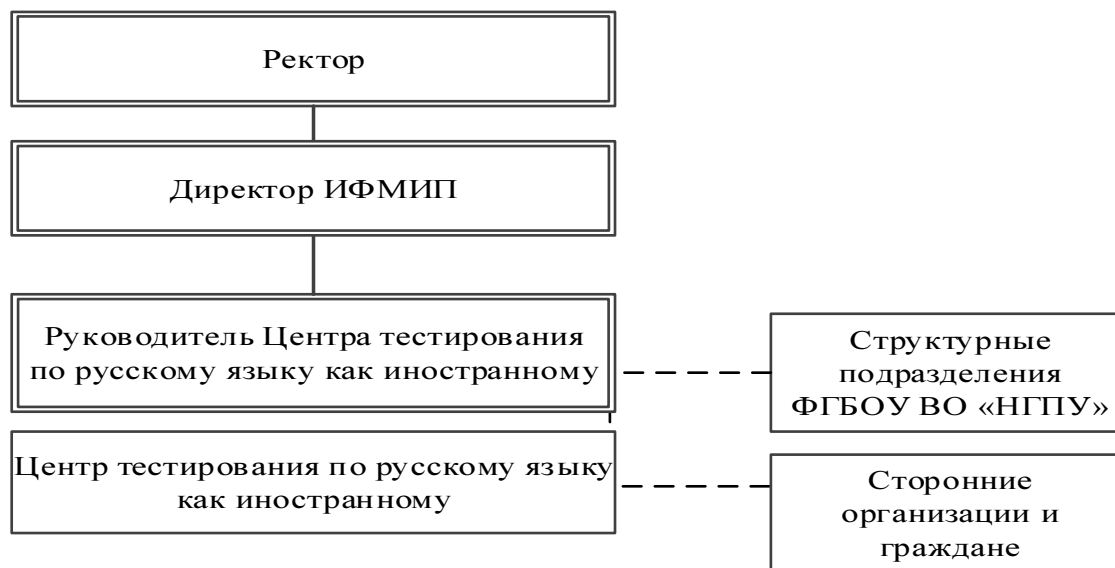 Ректор
Директор ИФМИП
Руководитель Центра тестирования
по русскому языку как иностранному
Структурные
подразделения
ФГБОУ ВО «НГПУ»
Центр тестирования по русскому языку
как иностранному
Сторонние
организации и
граждане